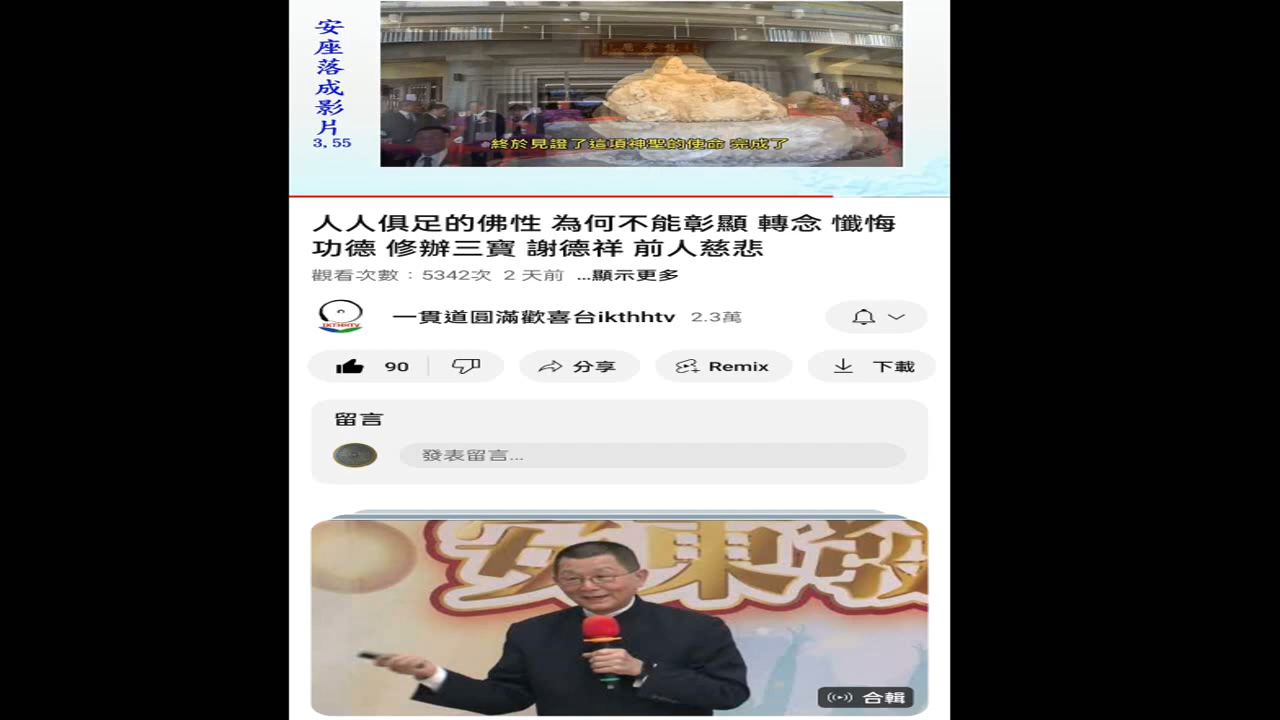 安座落成影片
3,55
終於見證了這項神聖的使命 完成了
人人俱足的佛性 為何不能彰顯 轉念 懺悔
功德 修辦三寶 謝德祥 前人慈悲
觀看次數：5342次 2 天前 ...顯示更多
IKTHHTV
一貫道圓滿歡喜台ikthhtv 2.3萬
90
分享
Remix
下載
留言
發表留言...
安東
合輯